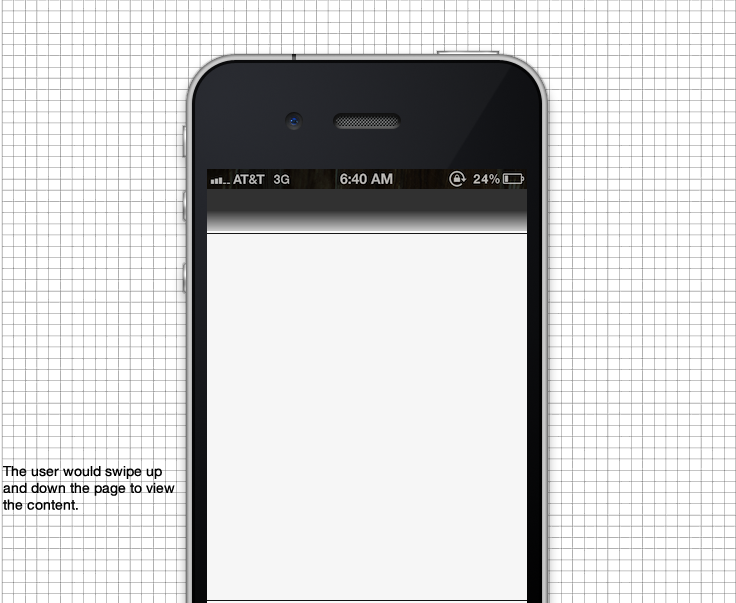 AT&T 3G 6:40 AM 24%
The user would swipe up
and down the page to view
the content.